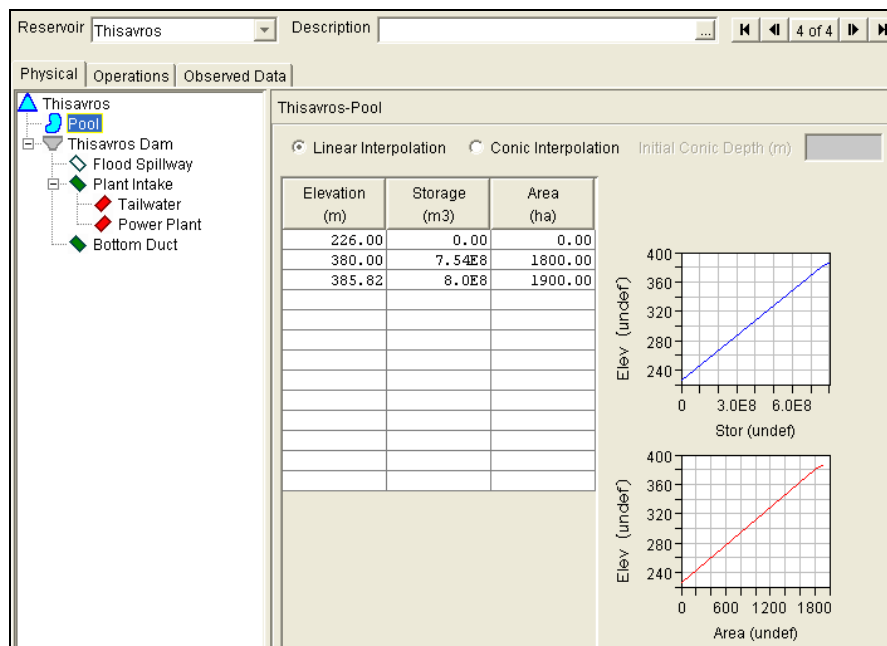 Reservoir Thisavros Description ... 4 of 4
Physical Operations Observed Data
Thisavros
Pool
Thisavros Dam
Flood Spillway
Plant Intake
Tailwater
Power Plant
Bottom Duct
Thisavros-Pool
Linear Interpolation Conic Interpolation Initial Conic Depth (m)
Elevation Storage Area
(m) (m3) (ha)
226.00 0.00 0.00
380.00 7.54E8 1800.00
385.82 8.0E8 1900.00
Elev (undef)
400
360
320
280
240
0 3.0E8 6.0E8
Stor (undef)
Elev (undef)
400
360
320
280
240
0 600 1200 1800
Area (undef)